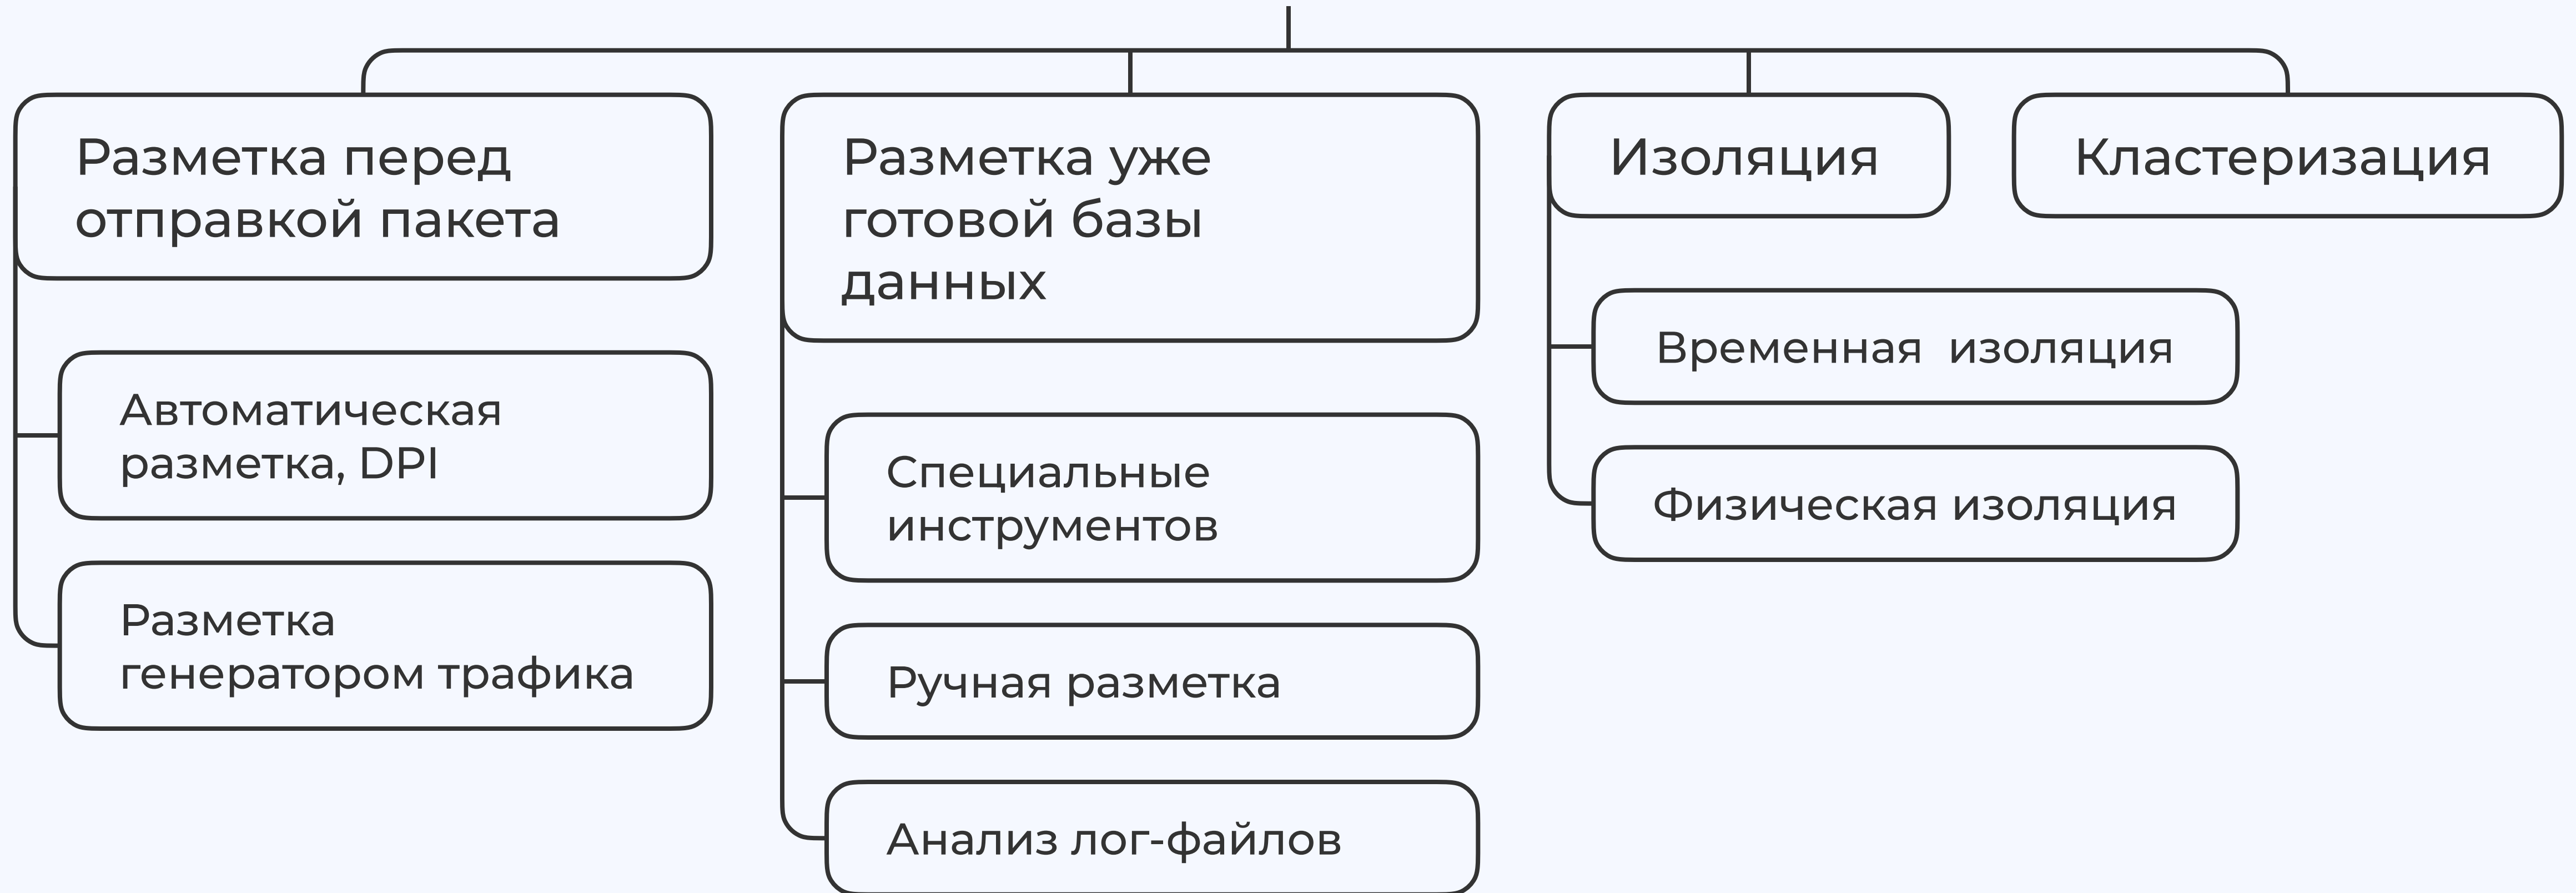 Разметка перед
отправкой пакета
Автоматическая
разметка, DPI
Разметка
генератором трафика
Разметка уже
готовой базы
данных
Специальные
инструментов
Ручная разметка
Анализ лог-файлов
Изоляция
Временная  изоляция
Физическая изоляция
Кластеризация